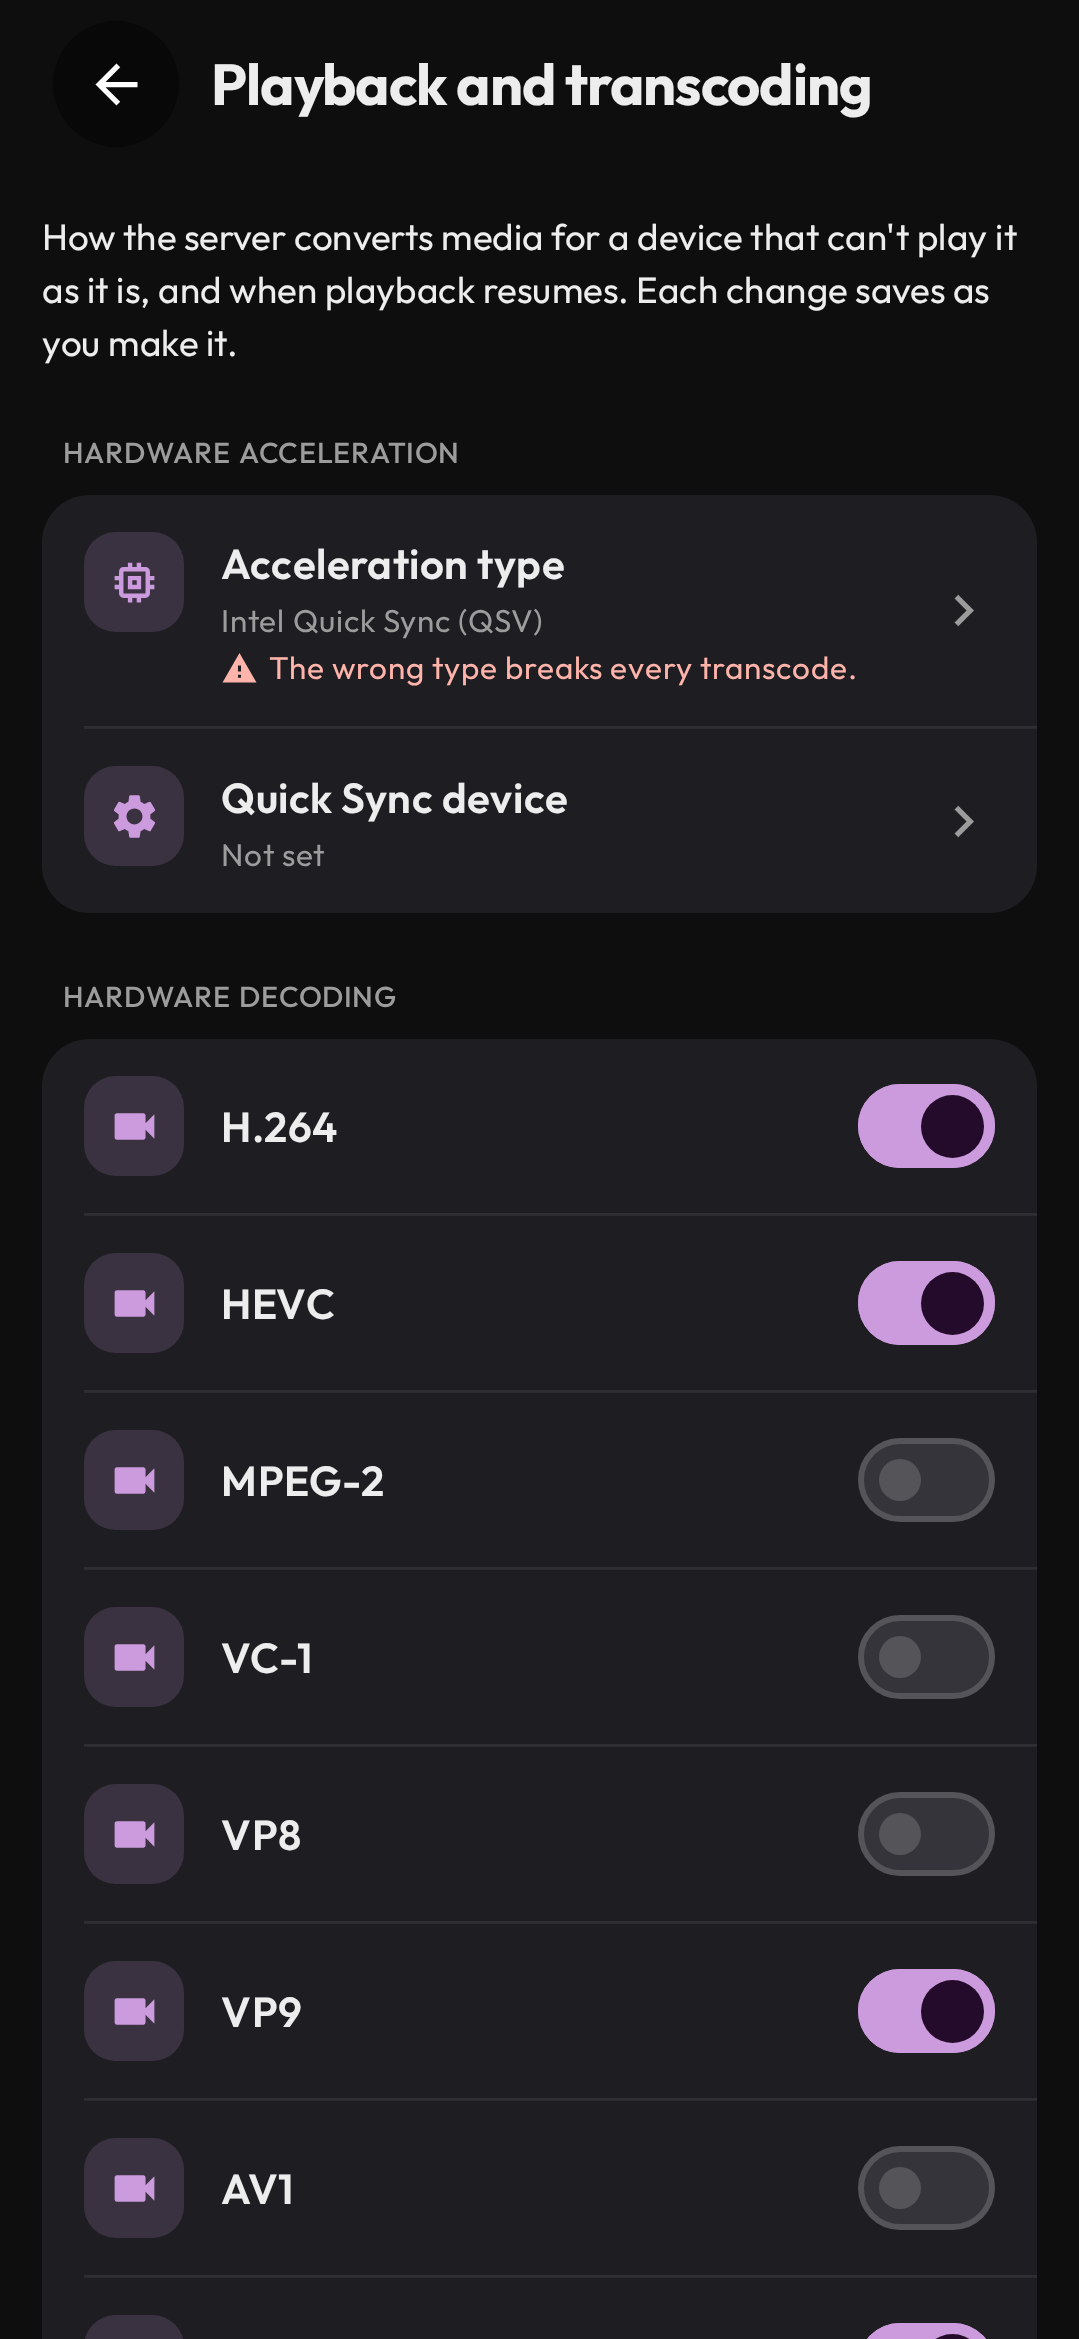 Playback and transcoding
How the server converts media for a device that can't play it
as it is, and when playback resumes. Each change saves as
you make it.
HARDWARE ACCELERATION
Acceleration type
Intel Quick Sync (QSV)
The wrong type breaks every transcode.
Quick Sync device
Not set
HARDWARE DECODING
H.264
HEVC
MPEG-2
VC-1
VP8
VP9
AV1